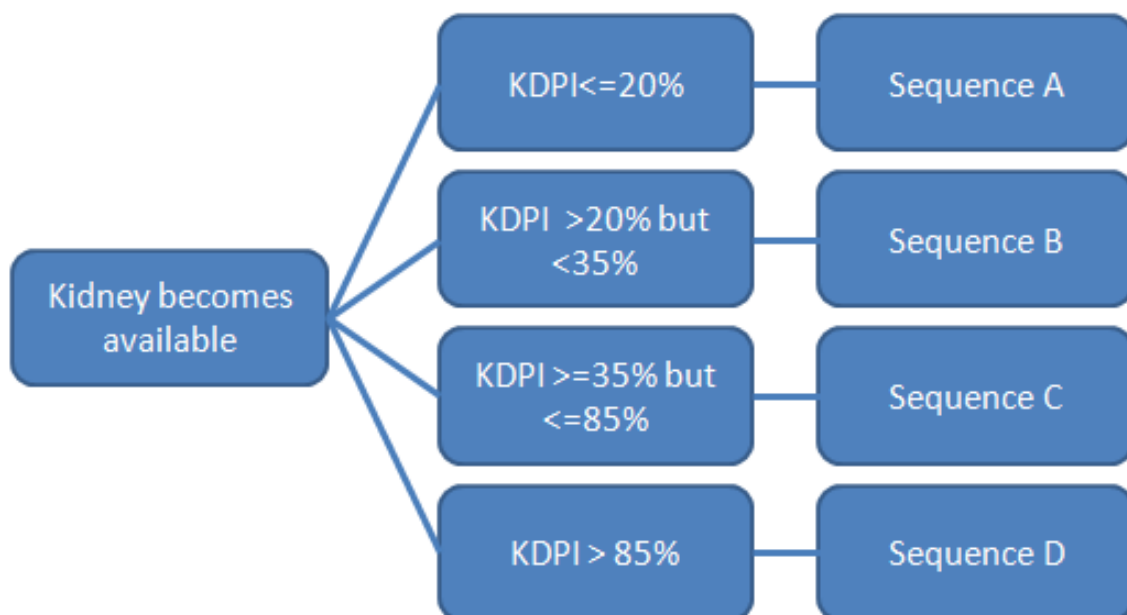 Kidney becomes
available
KDPI<=20%
Sequence A
KDPI >20% but
<35%
Sequence B
KDPI >=35% but
<=85%
Sequence C
KDPI > 85%
Sequence D